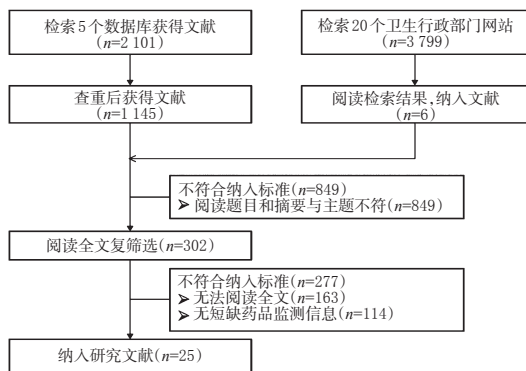 检索5个数据库获得文献
(n=2 101)
检索20个卫生行政部门网站
(n=3 799)
查重后获得文献
(n=1 145)
阅读检索结果,纳入文献
(n=6)
不符合纳入标准(n=849)
➢ 阅读题目和摘要与主题不符(n=849)
阅读全文复筛选(n=302)
不符合纳入标准(n=277)
➢ 无法阅读全文(n=163)
➢ 无短缺药品监测信息(n=114)
纳入研究文献(n=25)